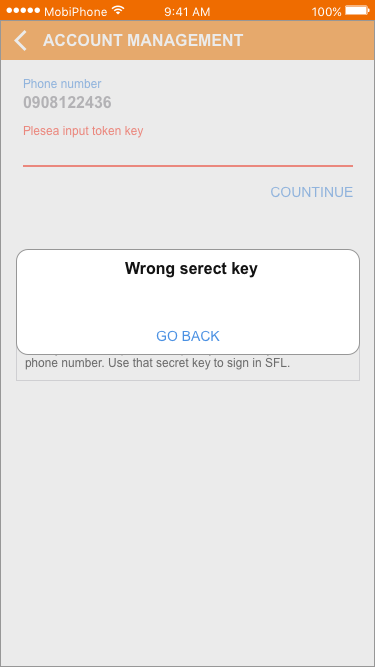 MobiPhone 9:41 AM 100%
ACCOUNT MANAGEMENT
Phone number
0908122436
Plesea input token key
COUNTINUE
Wrong serect key
GO BACK
phone number. Use that secret key to sign in SFL.